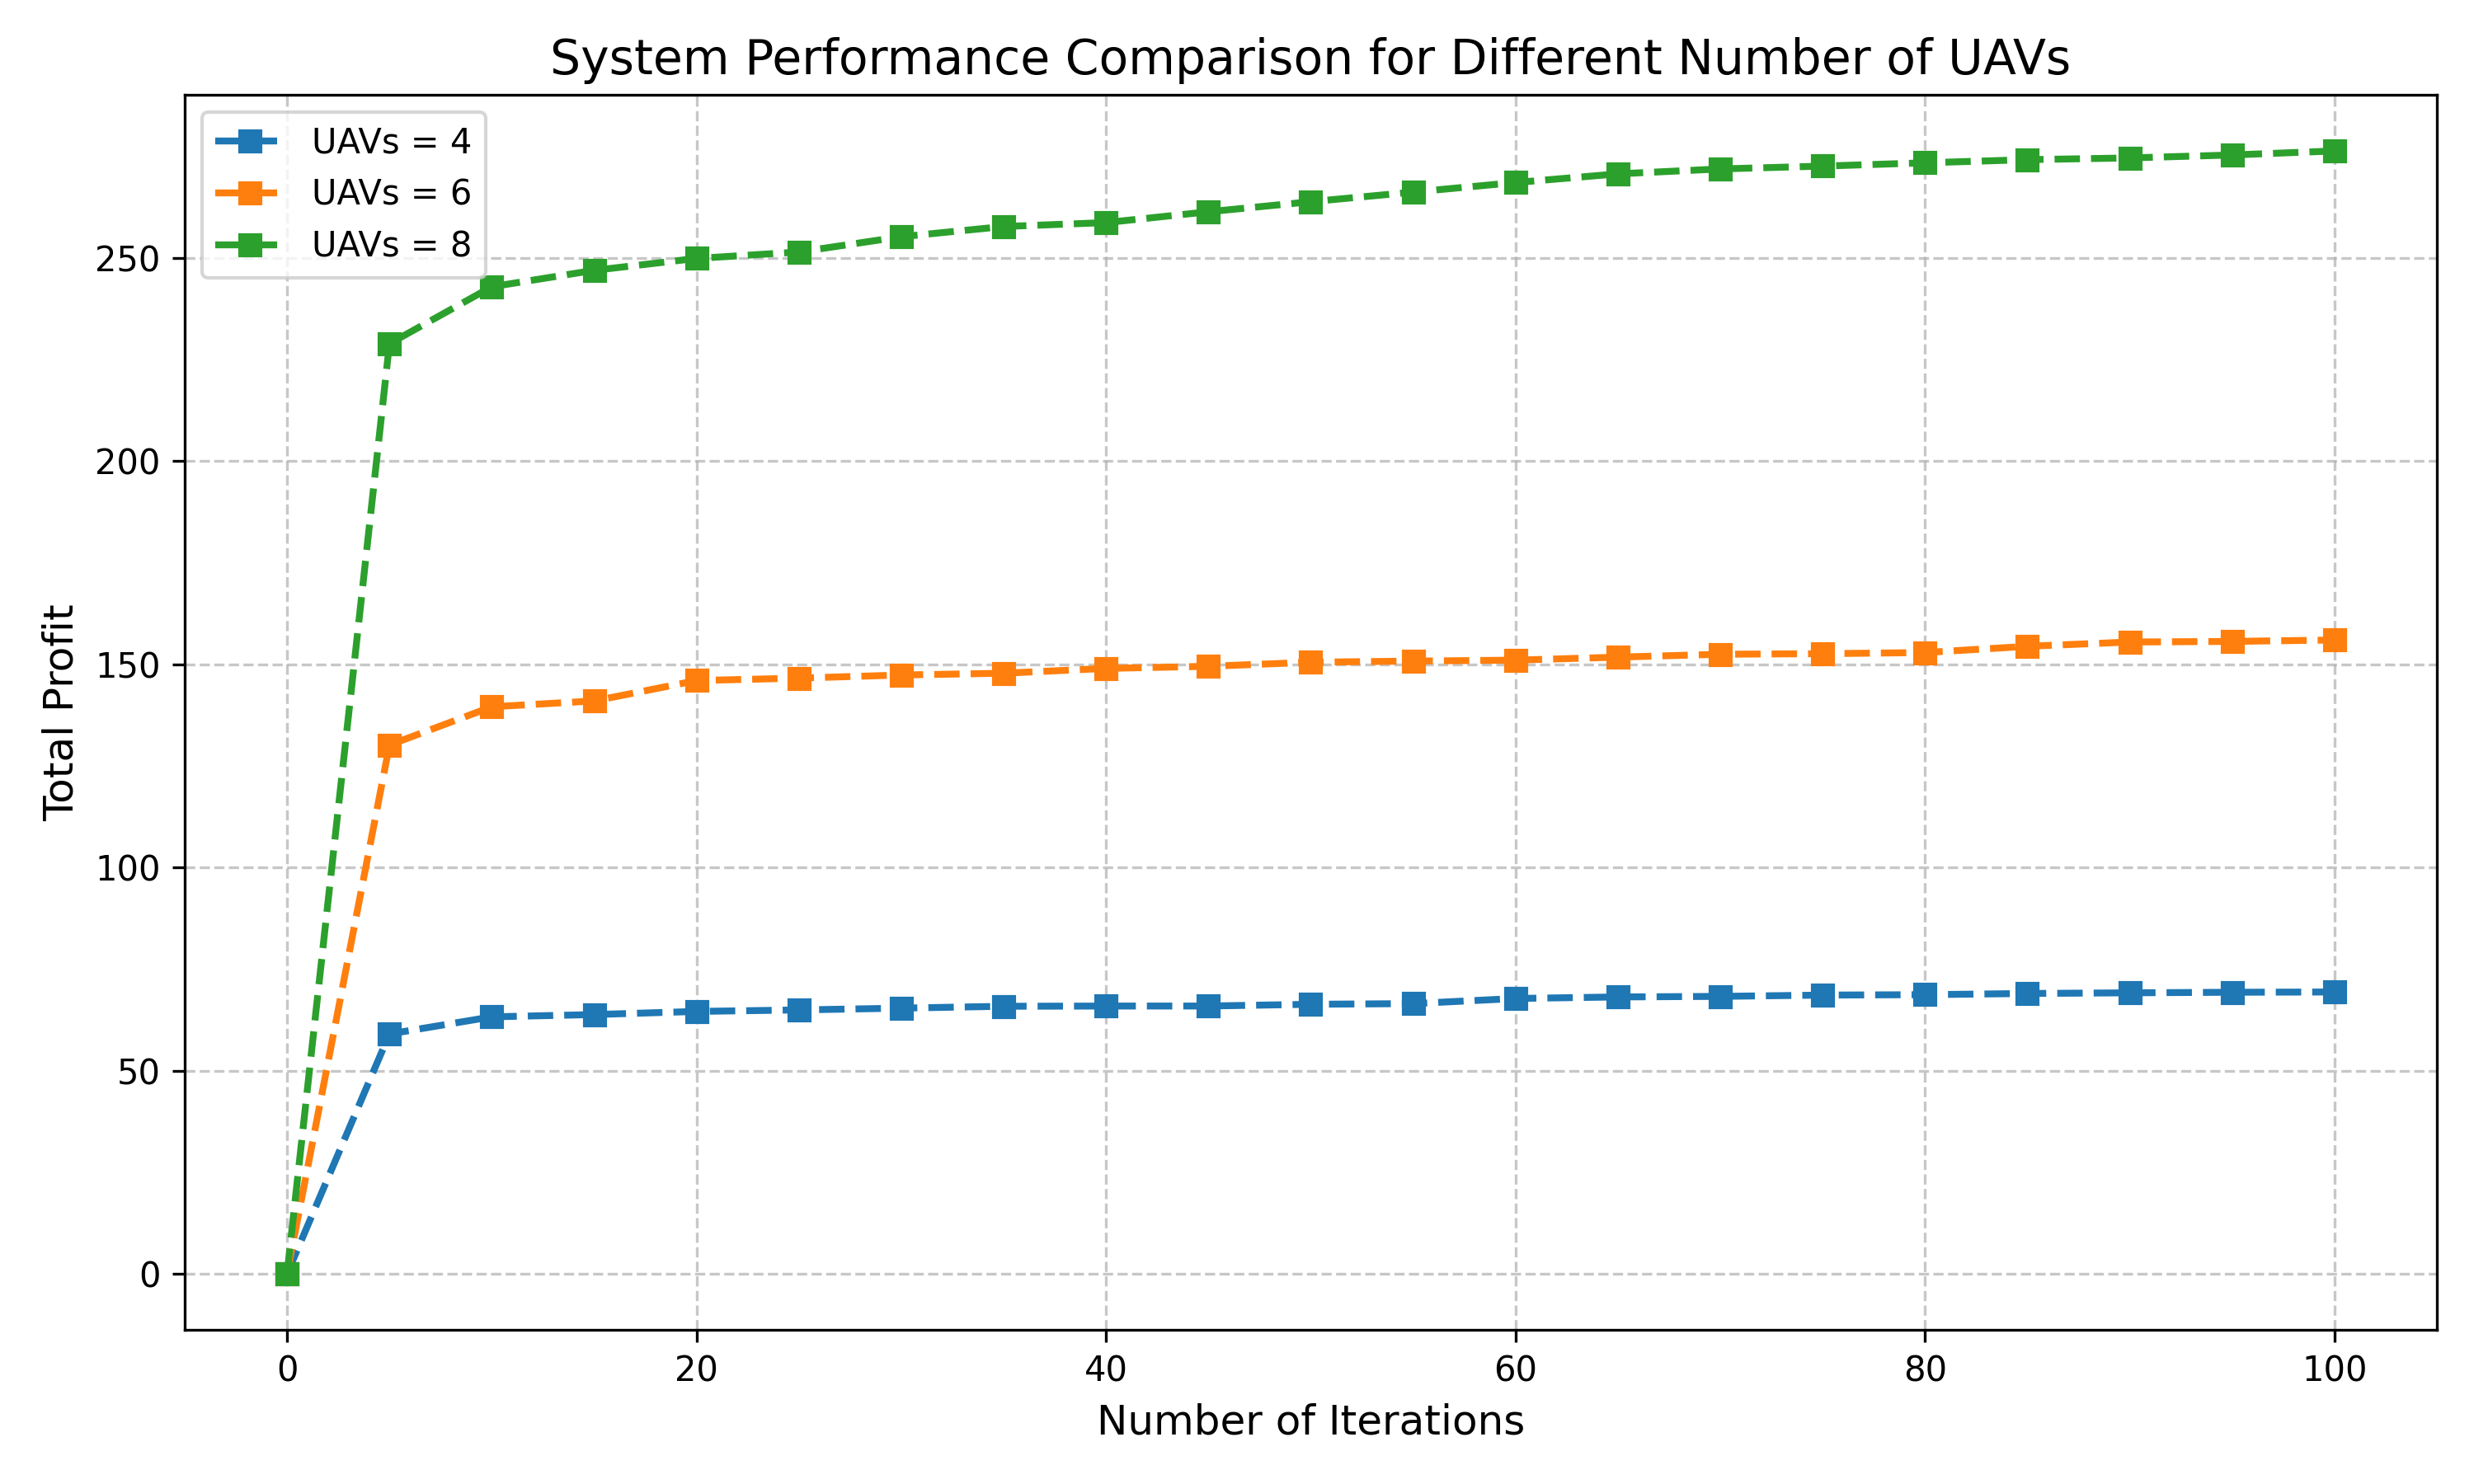 System Performance Comparison for Different Number of UAVs
UAVs = 4
UAVs = 6
UAVs = 8
Total Profit
250
200
150
100
50
0
0 20 40 60 80 100
Number of Iterations